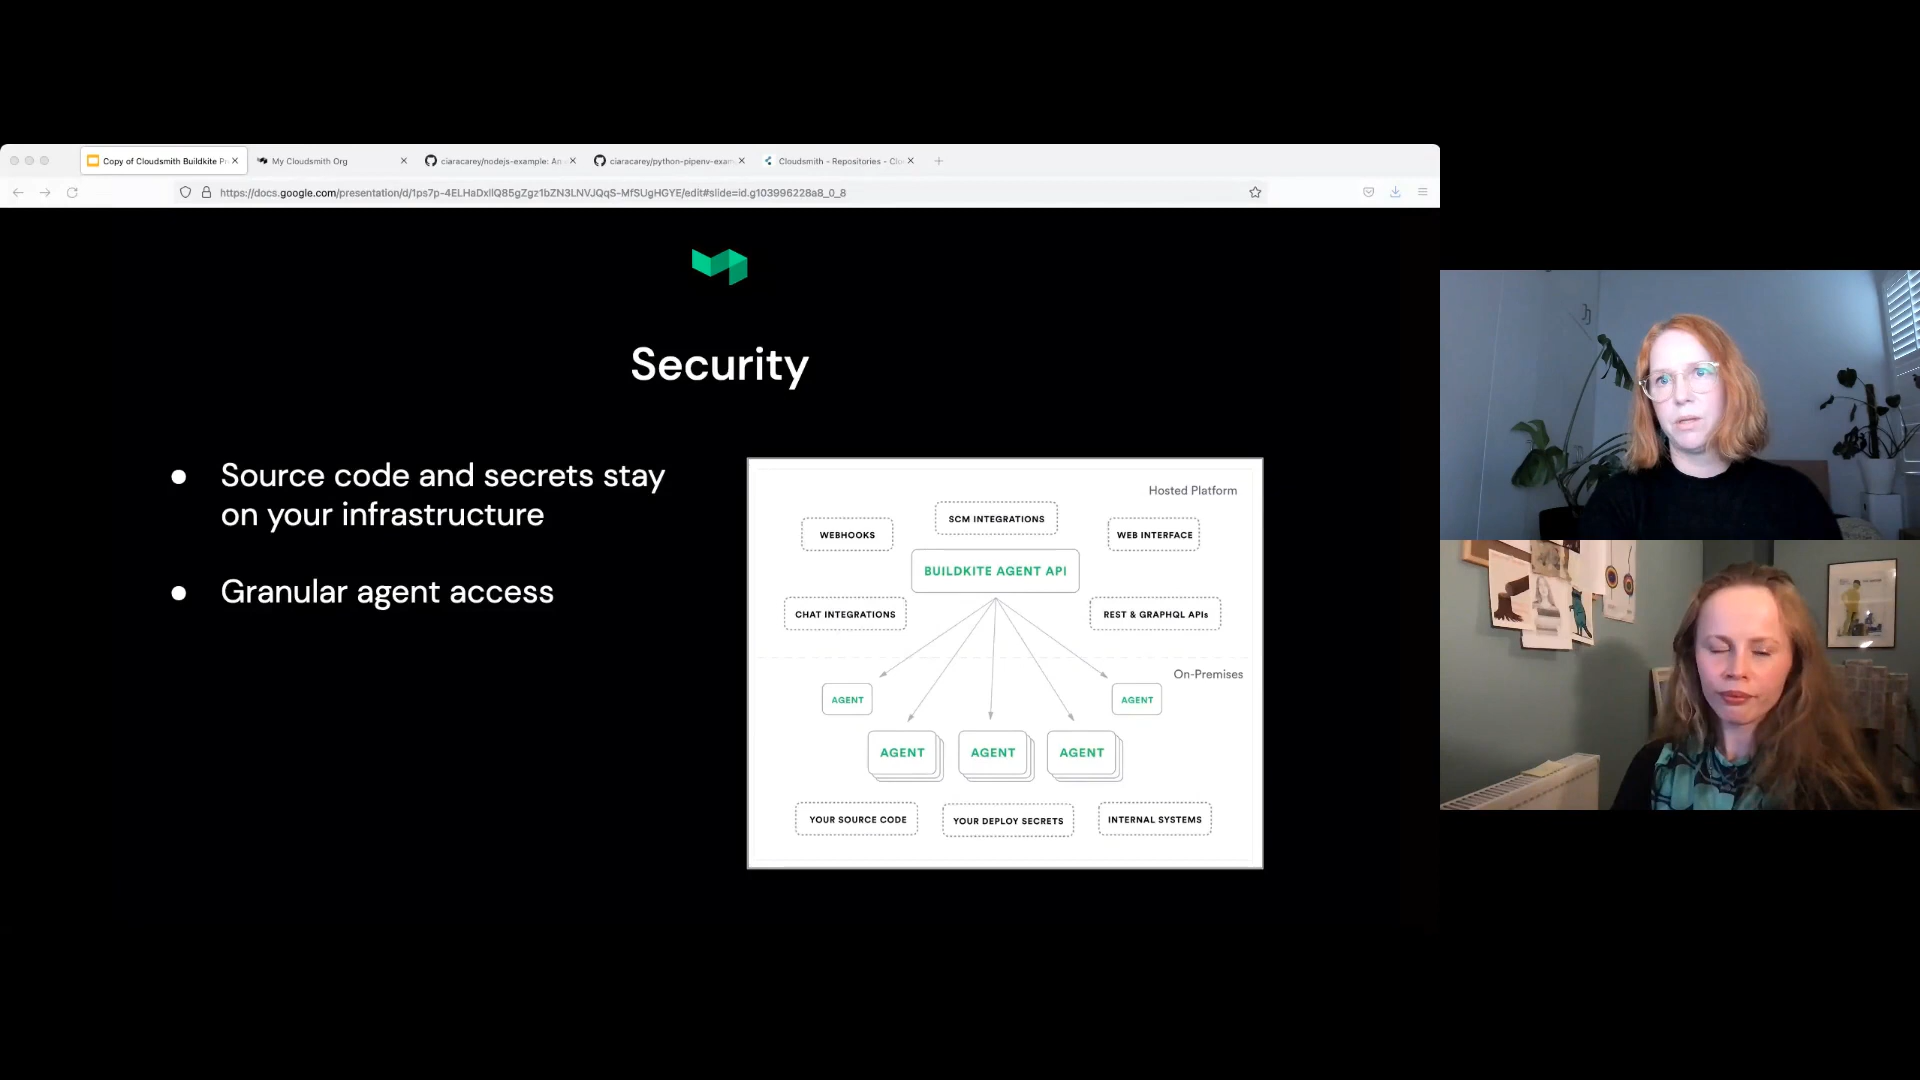 Copy of Cloudsmith Buildkite P
My Cloudsmith Org
ciaracarey/nodejs-example: An
ciaracarey/python-pipenv-exam
Cloudsmith - Repositories - Clo
https://docs.google.com/presentation/d/1ps7p-4ELHaDxIlQ85gZgz1bZN3LNVJQqS-MfSUgHGYE/edit#slide=id.g103996228a8_0_8
Security
● Source code and secrets stay
on your infrastructure
● Granular agent access
Hosted Platform
SCM INTEGRATIONS
WEBHOOKS
WEB INTERFACE
BUILDKITE AGENT API
CHAT INTEGRATIONS
REST & GRAPHQL APIs
On-Premises
AGENT
AGENT
AGENT
AGENT
AGENT
YOUR SOURCE CODE
YOUR DEPLOY SECRETS
INTERNAL SYSTEMS